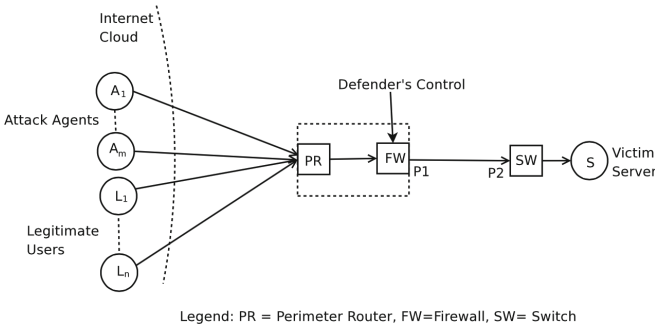 Internet
Cloud
A1
Defender's Control
Attack Agents
Am
PR
FW
SW
S
Victim
Server
P1
P2
L1
Legitimate
Users
Ln
Legend: PR = Perimeter Router, FW=Firewall, SW= Switch